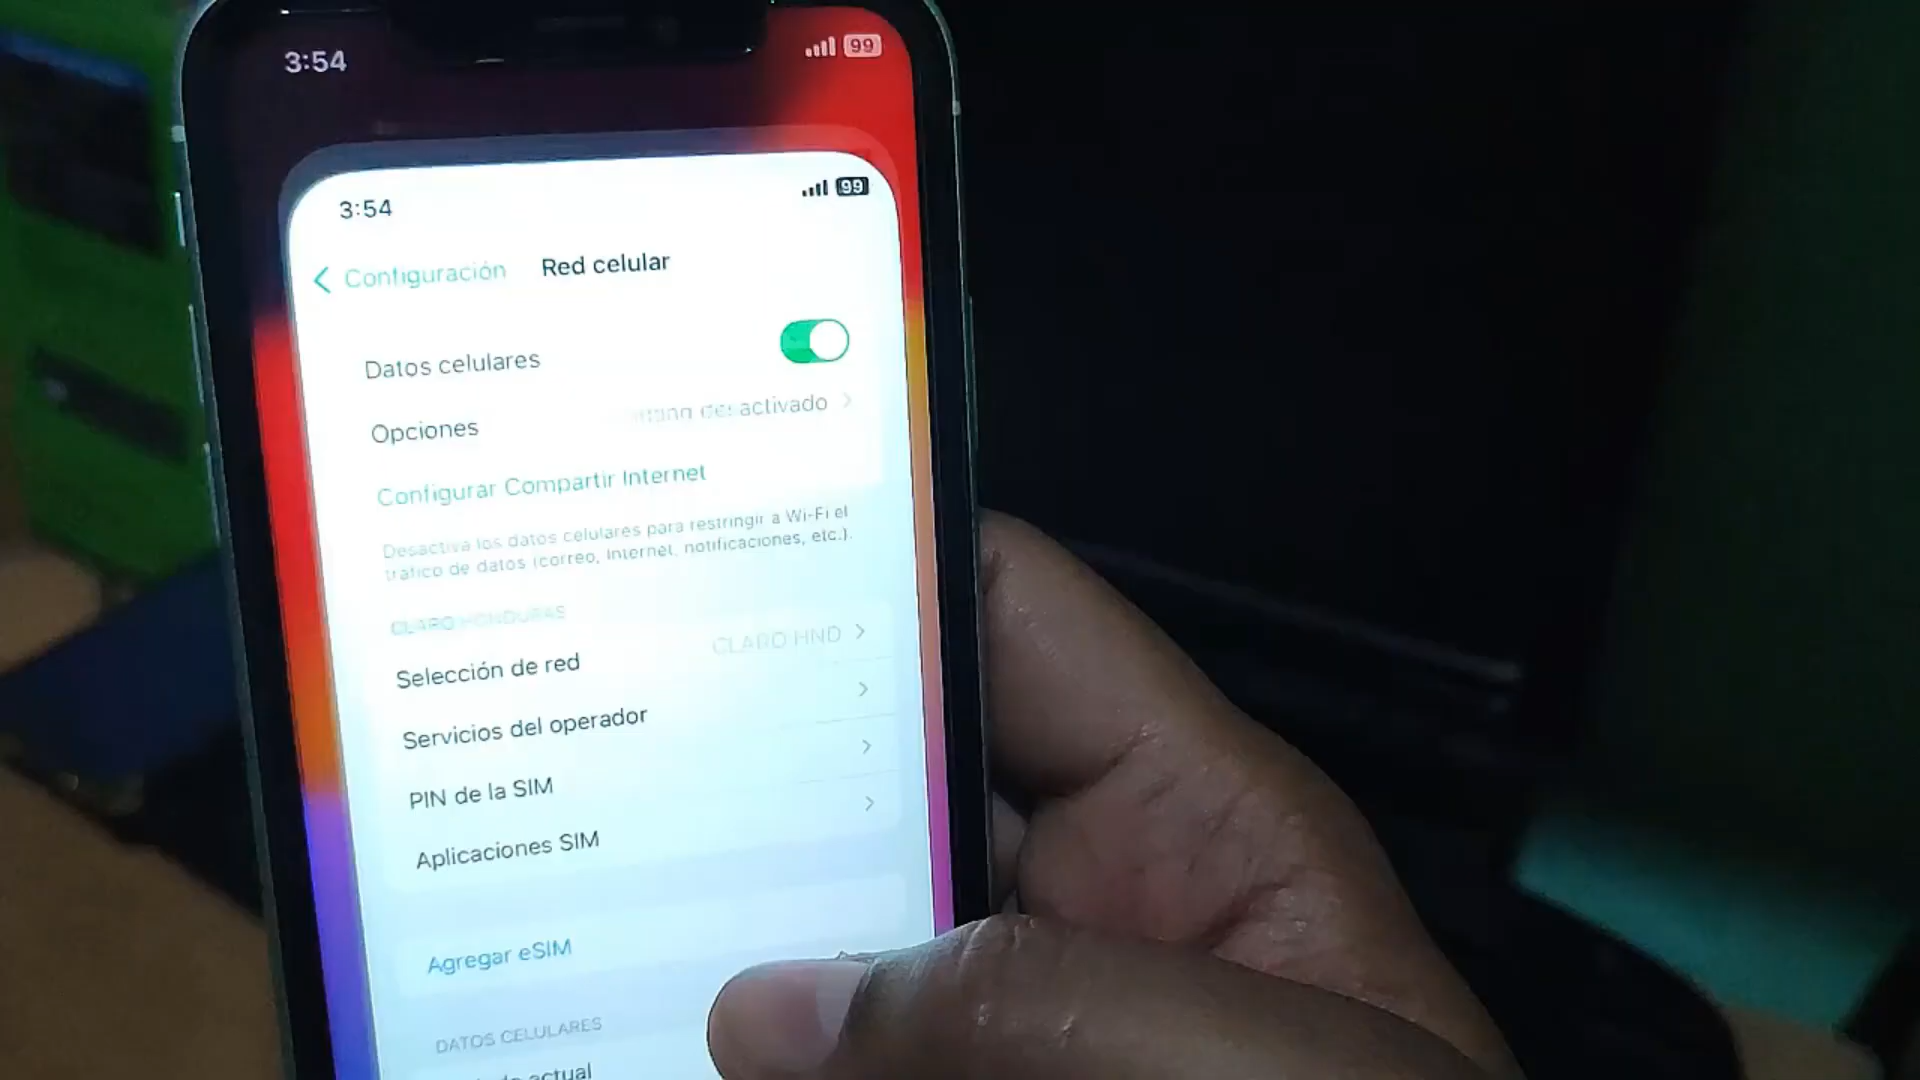 3:54
99
3:54
99
Configuración
Red celular
Datos celulares
Opciones
desactivado
Configurar Compartir Internet
Desactiva los datos celulares para restringir a Wi-Fi el
tráfico de datos (correo, Internet, notificaciones, etc.).
CLARO HONDURAS
Selección de red
CLARO HND
Servicios del operador
PIN de la SIM
Aplicaciones SIM
Agregar eSIM
DATOS CELULARES
actual